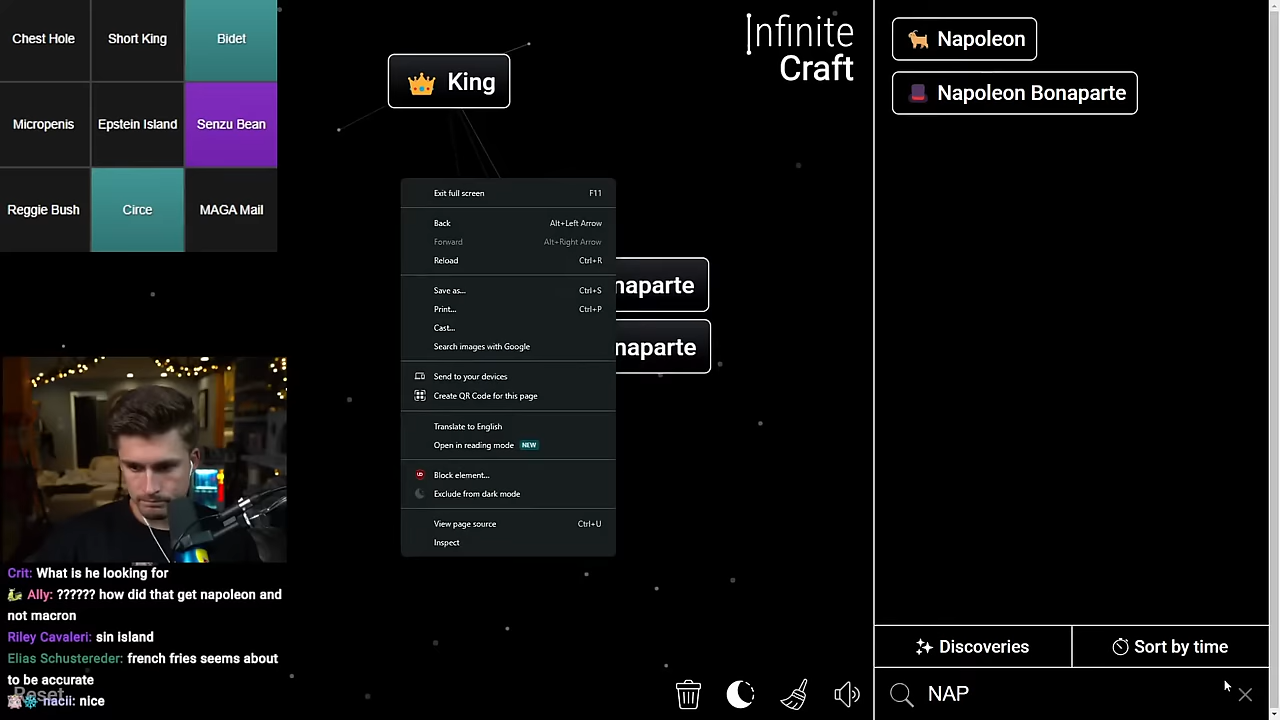 Chest Hole
Short King
Bidet
Micropenis
Epstein Island
Senzu Bean
Reggie Bush
Circe
MAGA Mail
King
Infinite
Craft
Napoleon
Napoleon Bonaparte
Exit full screen F11
Back Alt+Left Arrow
Forward Alt+Right Arrow
Reload Ctrl+R
Save as... Ctrl+S
Print... Ctrl+P
Cast...
Search images with Google
Send to your devices
Create QR Code for this page
Translate to English
Open in reading mode NEW
Block element...
Exclude from dark mode
View page source Ctrl+U
Inspect
naparte
naparte
Crit: What is he looking for
Ally: ?????? how did that get napoleon and
not macron
Riley Cavaleri: sin island
Elias Schustereder: french fries seems about
to be accurate
Reset
nacii: nice
Discoveries
Sort by time
NAP